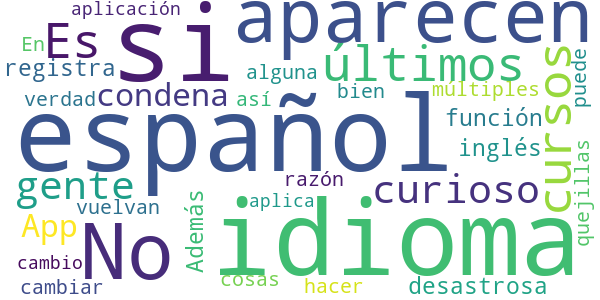 aplicación
si
aparecen
En
Es
últimos
registra
alguna
puede
verdad
condena
así
bien
múltiples
cursos
español
función
inglés
gente
razón
curioso
quejillas
vuelvan
Además
aplica
idioma
App
No
cambio
cosas
hacer
desastrosa
cambiar